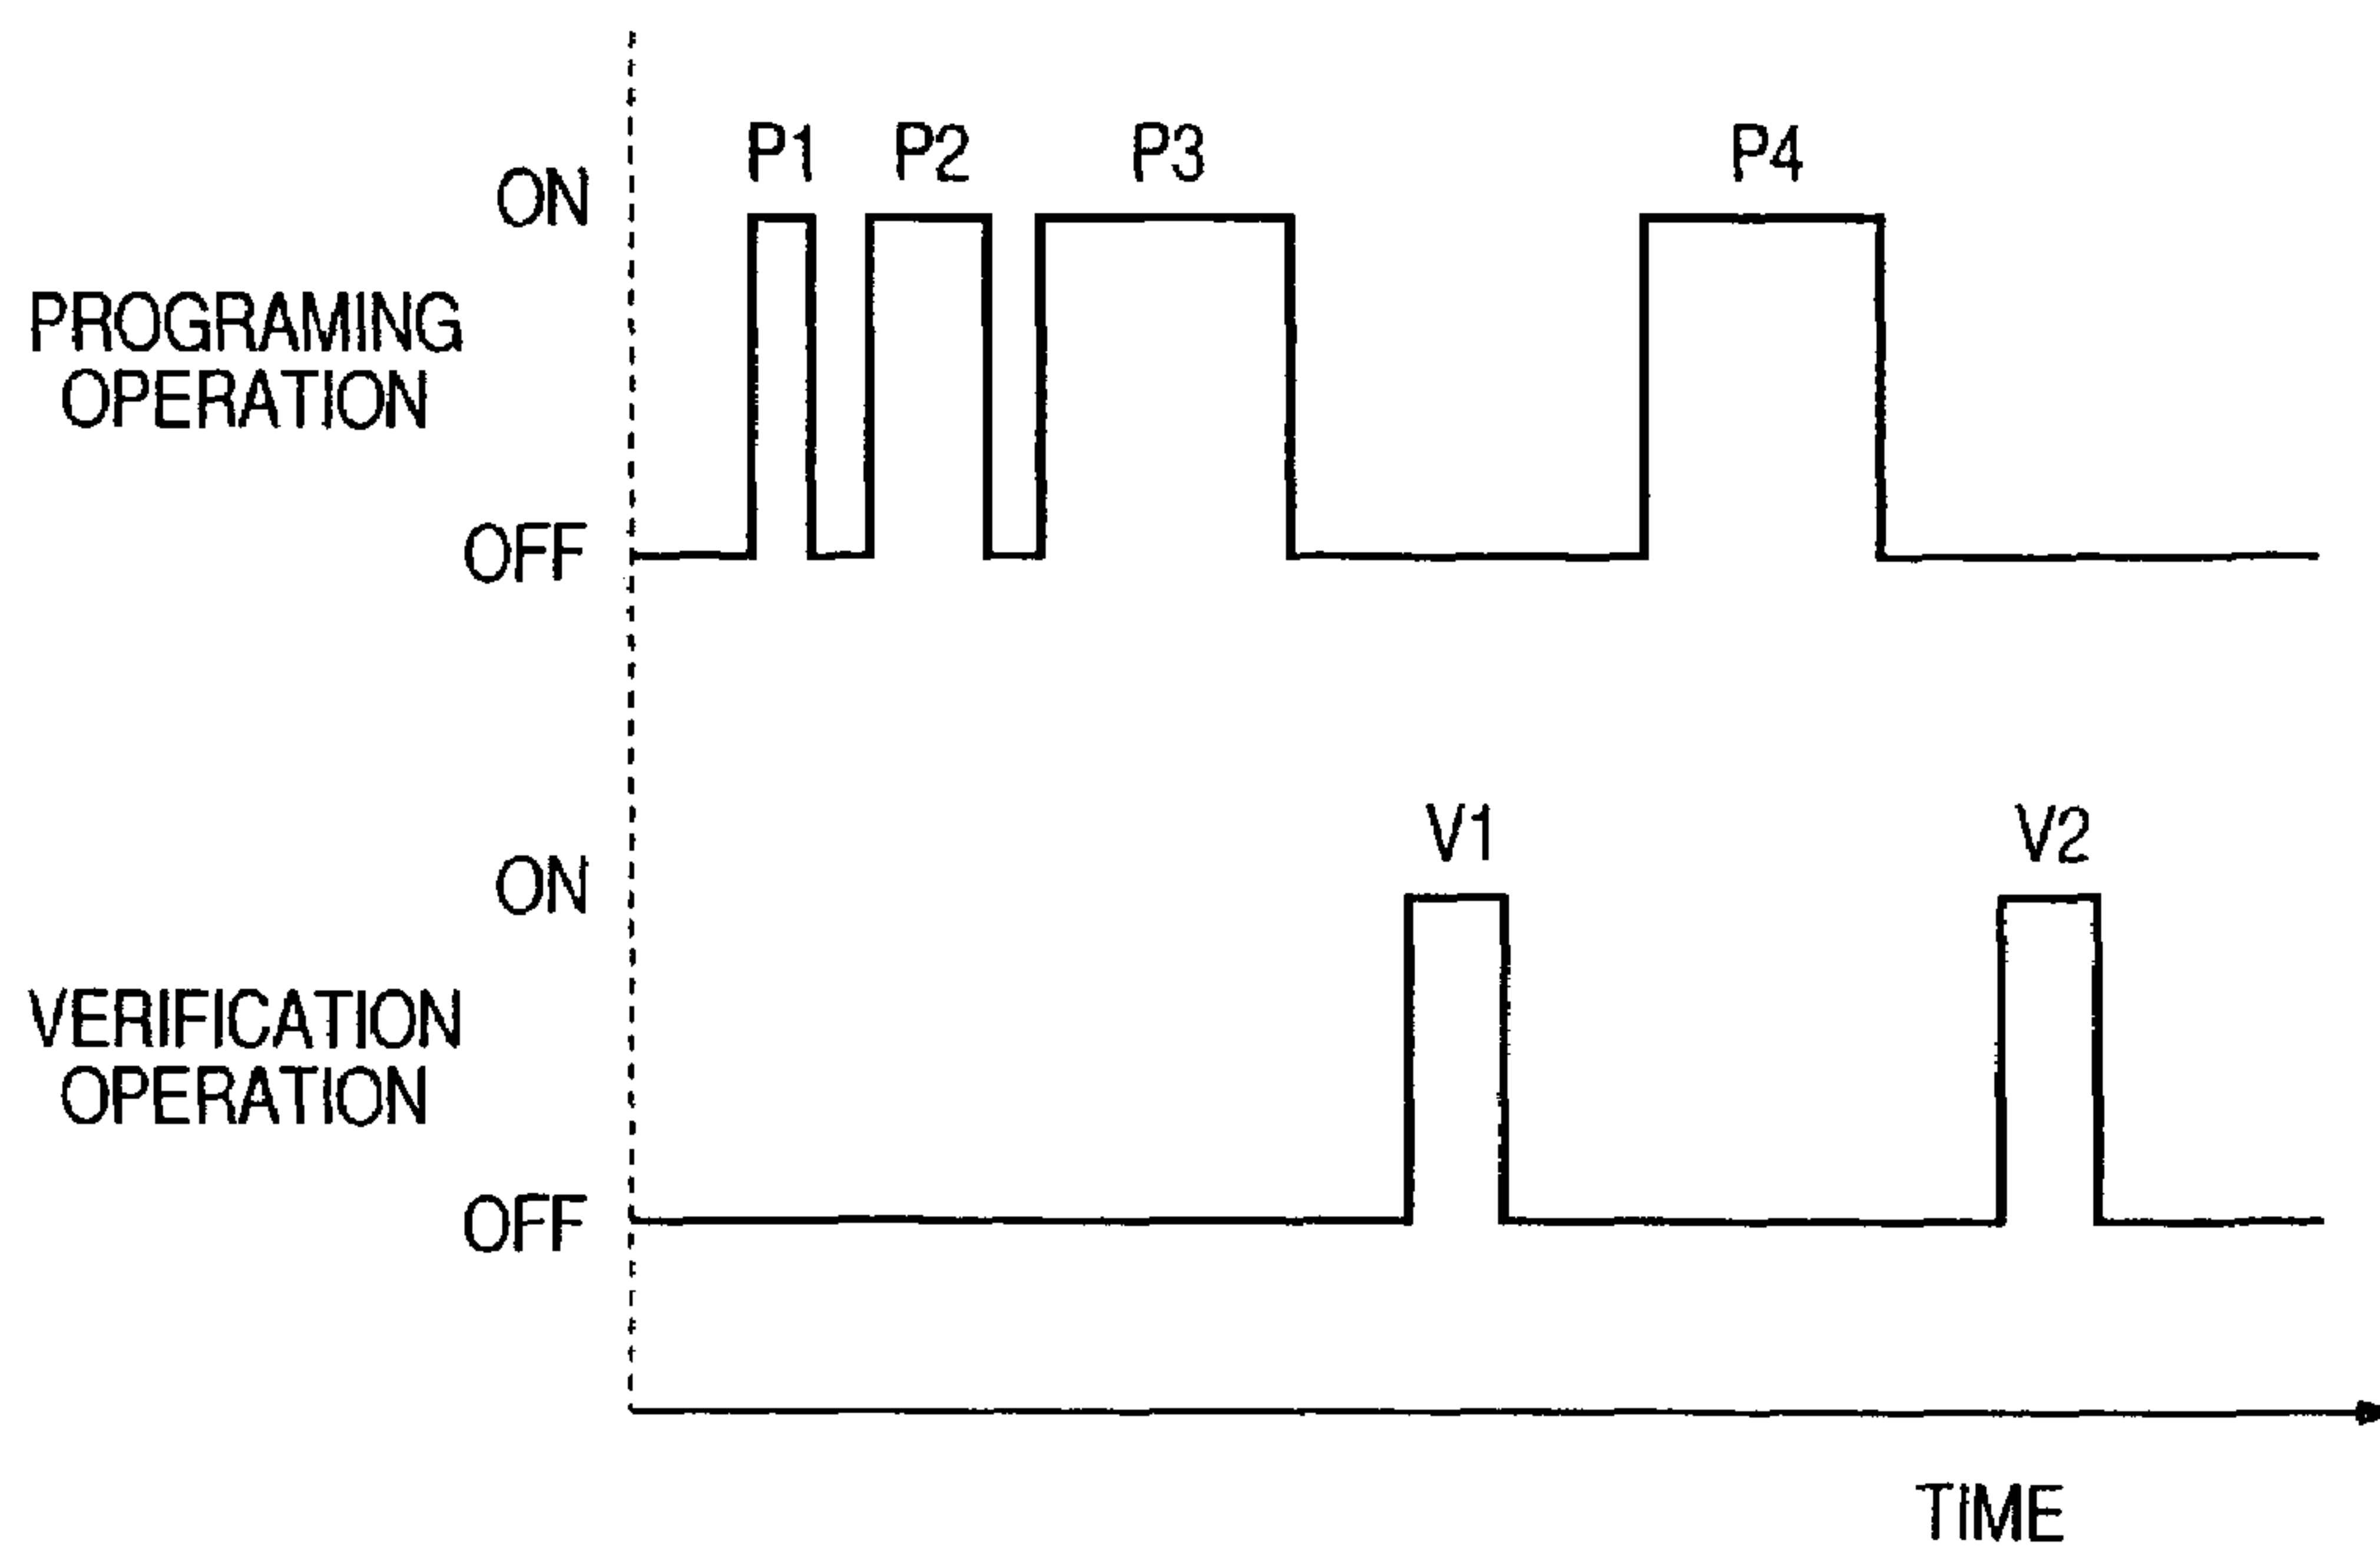 P1 P2 P3 P4
ON
PROGRAMING
OPERATION
OFF
V1 V2
ON
VERIFICATION
OPERATION
OFF
TiME